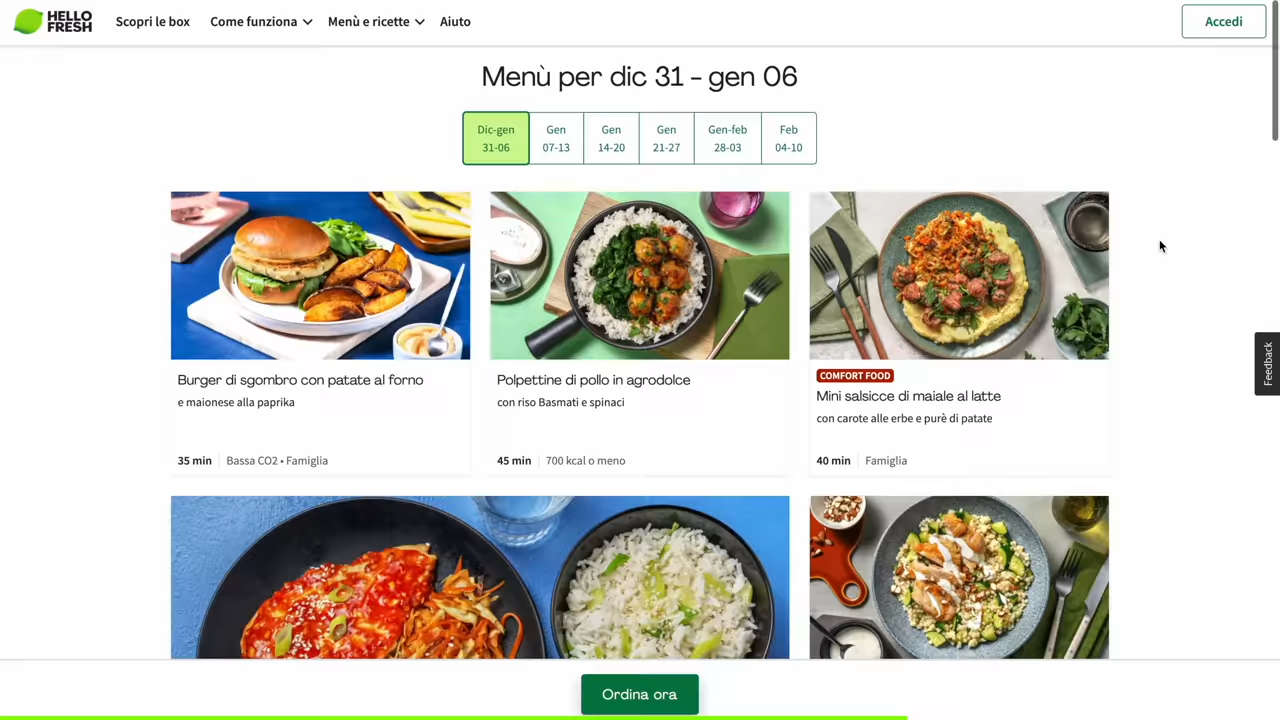 HELLO
FRESH
Scopri le box
Come funziona
Menù e ricette
Aiuto
Accedi
Menù per dic 31 - gen 06
Dic-gen
31-06
Gen
07-13
Gen
14-20
Gen
21-27
Gen-feb
28-03
Feb
04-10
Burger di sgombro con patate al forno
e maionese alla paprika
35 min
Bassa CO2 • Famiglia
Polpettine di pollo in agrodolce
con riso Basmati e spinaci
45 min
700 kcal o meno
COMFORT FOOD
Mini salsicce di maiale al latte
con carote alle erbe e purè di patate
40 min
Famiglia
Feedback
Ordina ora